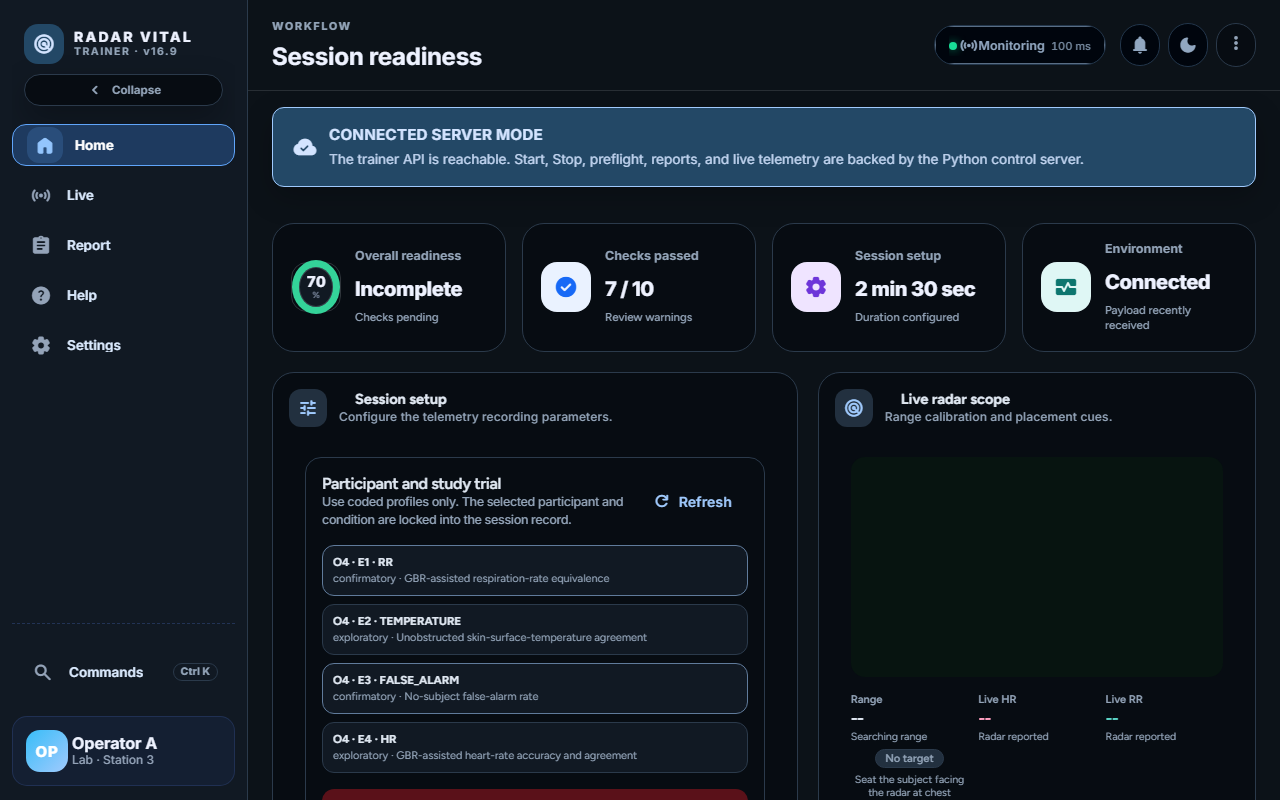 RADAR VITAL
TRAINER · v16.9
Collapse
Home
Live
Report
Help
Settings
Commands
Ctrl K
OP
Operator A
Lab · Station 3
WORKFLOW
Session readiness
Monitoring 100 ms
CONNECTED SERVER MODE
The trainer API is reachable. Start, Stop, preflight, reports, and live telemetry are backed by the Python control server.
70
%
Overall readiness
Incomplete
Checks pending
Checks passed
7 / 10
Review warnings
Session setup
2 min 30 sec
Duration configured
Environment
Connected
Payload recently
received
Session setup
Configure the telemetry recording parameters.
Participant and study trial
Use coded profiles only. The selected participant and
condition are locked into the session record.
Refresh
O4 · E1 · RR
confirmatory · GBR-assisted respiration-rate equivalence
O4 · E2 · TEMPERATURE
exploratory · Unobstructed skin-surface-temperature agreement
O4 · E3 · FALSE_ALARM
confirmatory · No-subject false-alarm rate
O4 · E4 · HR
exploratory · GBR-assisted heart-rate accuracy and agreement
Live radar scope
Range calibration and placement cues.
Range
--
Searching range
No target
Seat the subject facing
the radar at chest
Live HR
--
Radar reported
Live RR
--
Radar reported